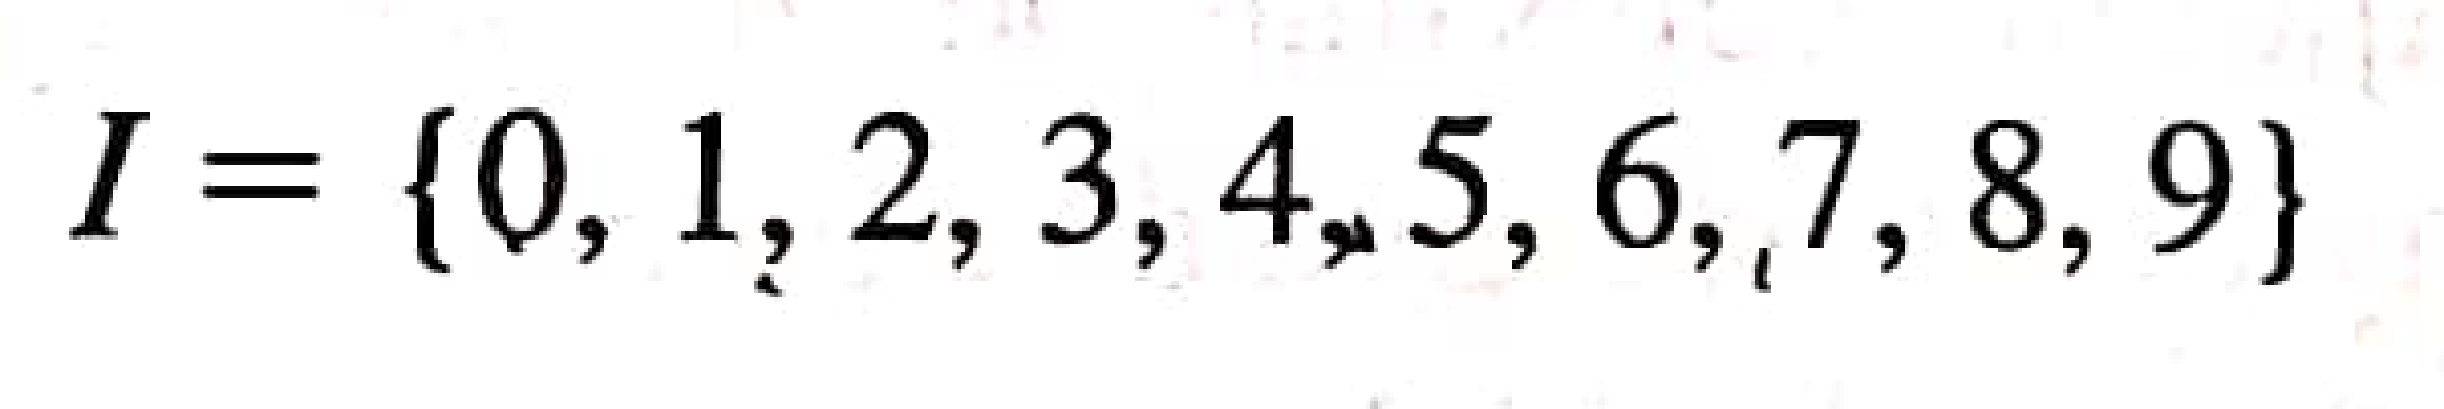 I = {0, 1, 2, 3, 4, 5, 6, 7, 8, 9}